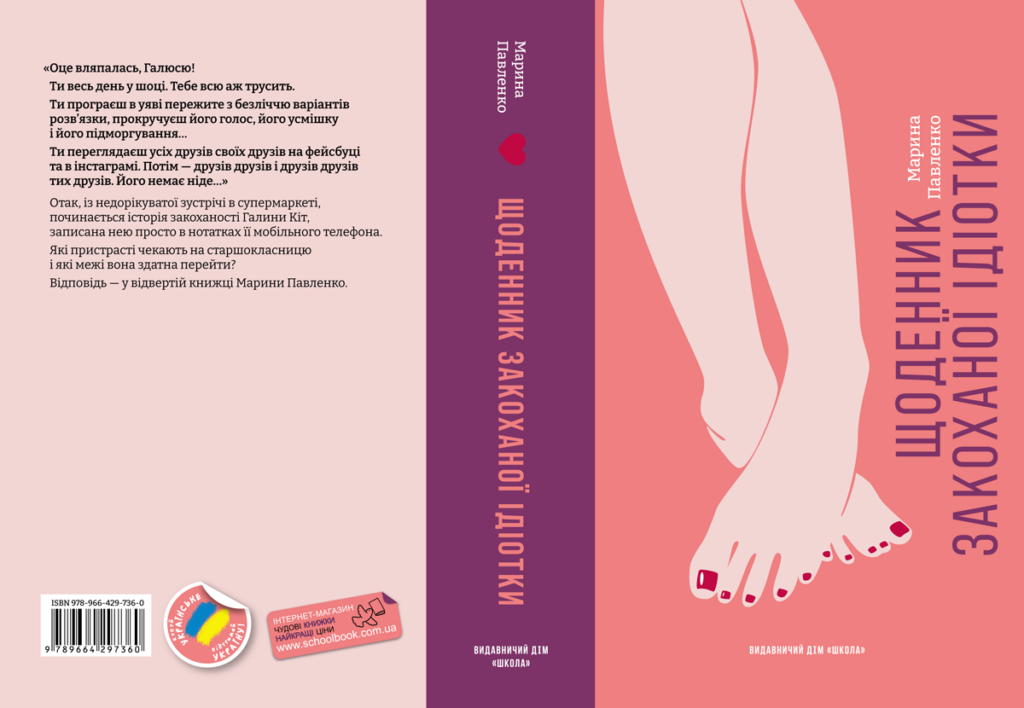 «Оце вляпалась, Галюсю!
Ти весь день у шоці. Тебе всю аж трусить.
Ти програєш в уяві пережите з безліччю варіантів
розв’язки, прокручуєш його голос, його усмішку
і його підморгування...
Ти переглядаєш усіх друзів своїх друзів на фейсбуці
та в інстаграмі. Потім — друзів друзів і друзів друзів
тих друзів. Його немає ніде...»
Отак, із недорікуватої зустрічі в супермаркеті,
починається історія закоханості Галини Кіт,
записана нею просто в нотатках її мобільного телефона.
Які пристрасті чекають на старшокласницю
і які межі вона здатна перейти?
Відповідь — у відвертій книжці Марини Павленко.
ISBN 978-966-429-736-0
9 789664 297360
КУПУЙ
УКРАЇНСЬКЕ
ПІДТРИМАЙ
УКРАЇНУ!
ІНТЕРНЕТ-МАГАЗИН
ЧУДОВІ КНИЖКИ
НАЙКРАЩІ ЦІНИ
www.schoolbook.com.ua
Марина
Павленко
ЩОДЕННИК ЗАКОХАНОЇ ІДІОТКИ
ВИДАВНИЧИЙ ДІМ
«ШКОЛА»
Марина
Павленко
ЩОДЕННИК
ЗАКОХАНОЇ ІДІОТКИ
ВИДАВНИЧИЙ ДІМ «ШКОЛА»